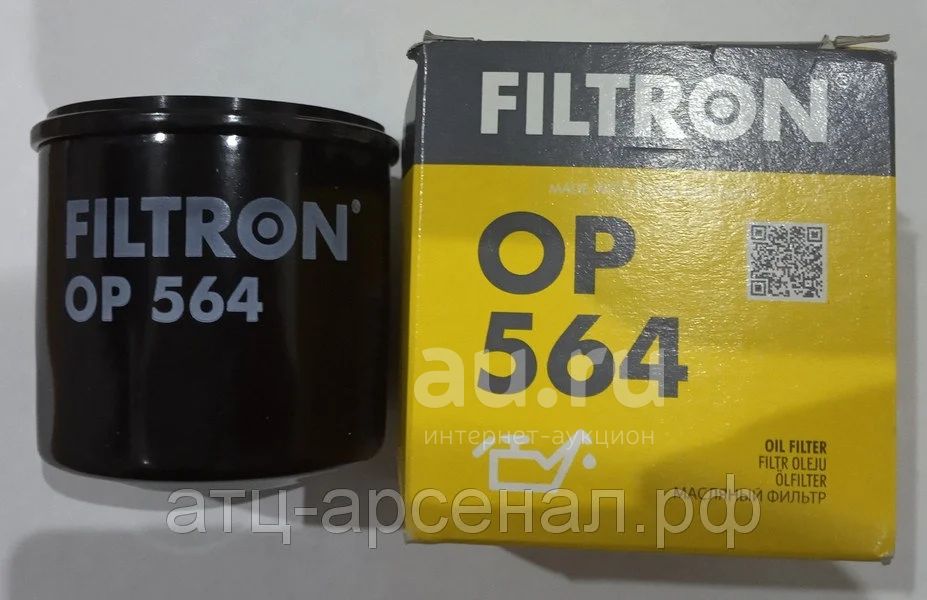 FILTRON
OP 564
FILTRON
OP
564
au.ru
интернет-аукцион
OIL FILTER
FILTR OLEJU
ÖLFILTER
МАСЛЯНЫЙ ФИЛЬТР
атц-арсенал.рф